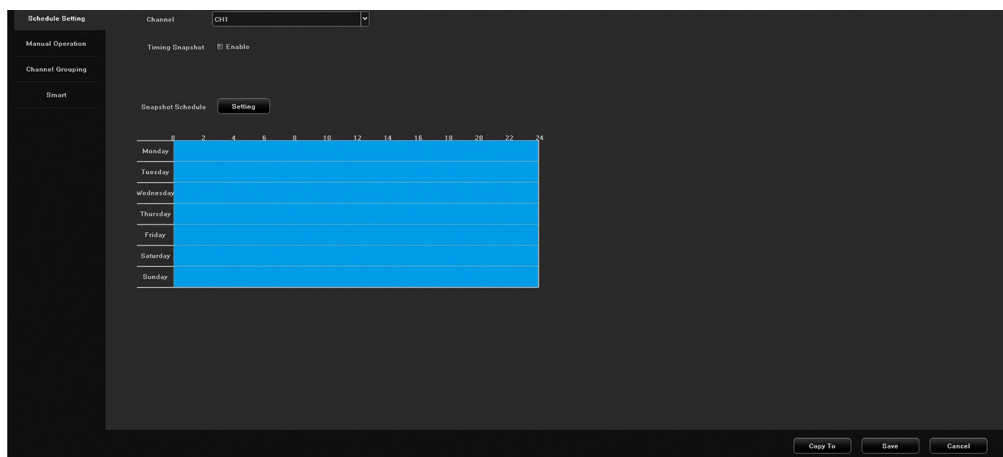 Schedule Setting
Channel CH1
Manual Operation
Timing Snapshot Enable
Channel Grouping
Smart
Snapshot Schedule Setting
0 2 4 6 8 10 12 14 16 18 20 22 24
Monday
Tuesday
Wednesday
Thursday
Friday
Saturday
Sunday
Copy To Save Cancel